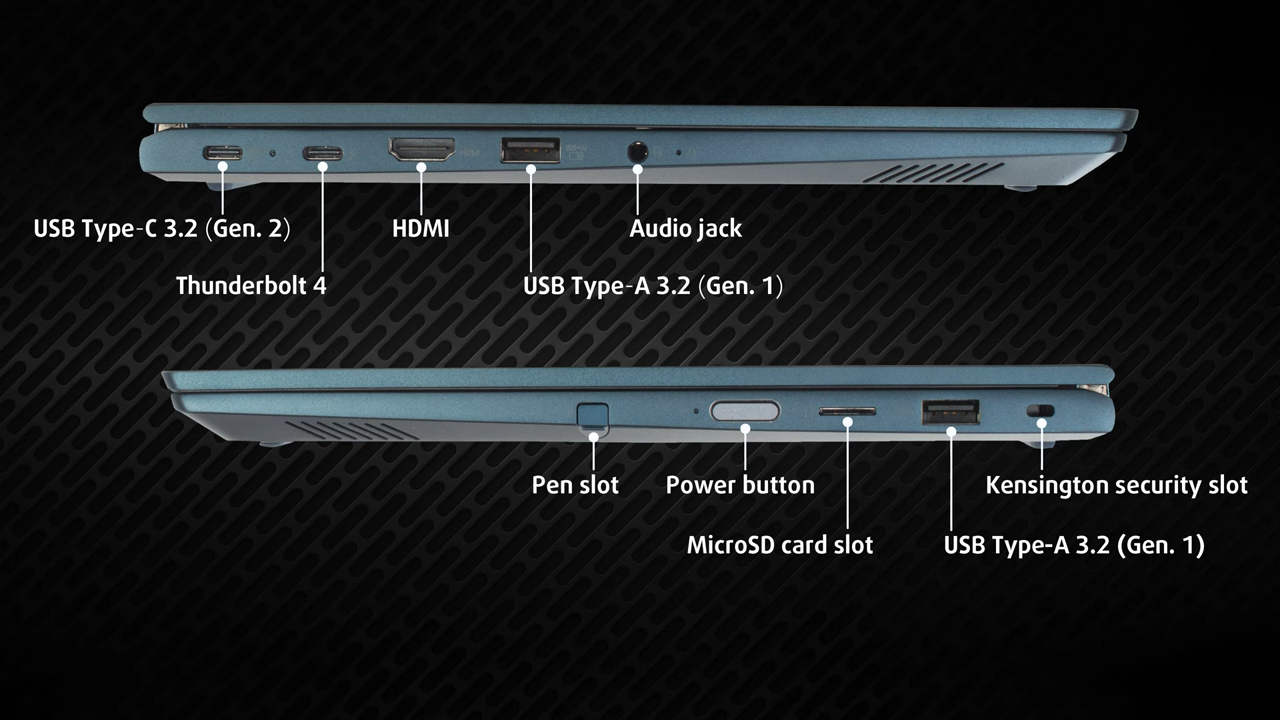 USB Type-C 3.2 (Gen. 2)
HDMI
Audio jack
Thunderbolt 4
USB Type-A 3.2 (Gen. 1)
Pen slot
Power button
Kensington security slot
MicroSD card slot
USB Type-A 3.2 (Gen. 1)